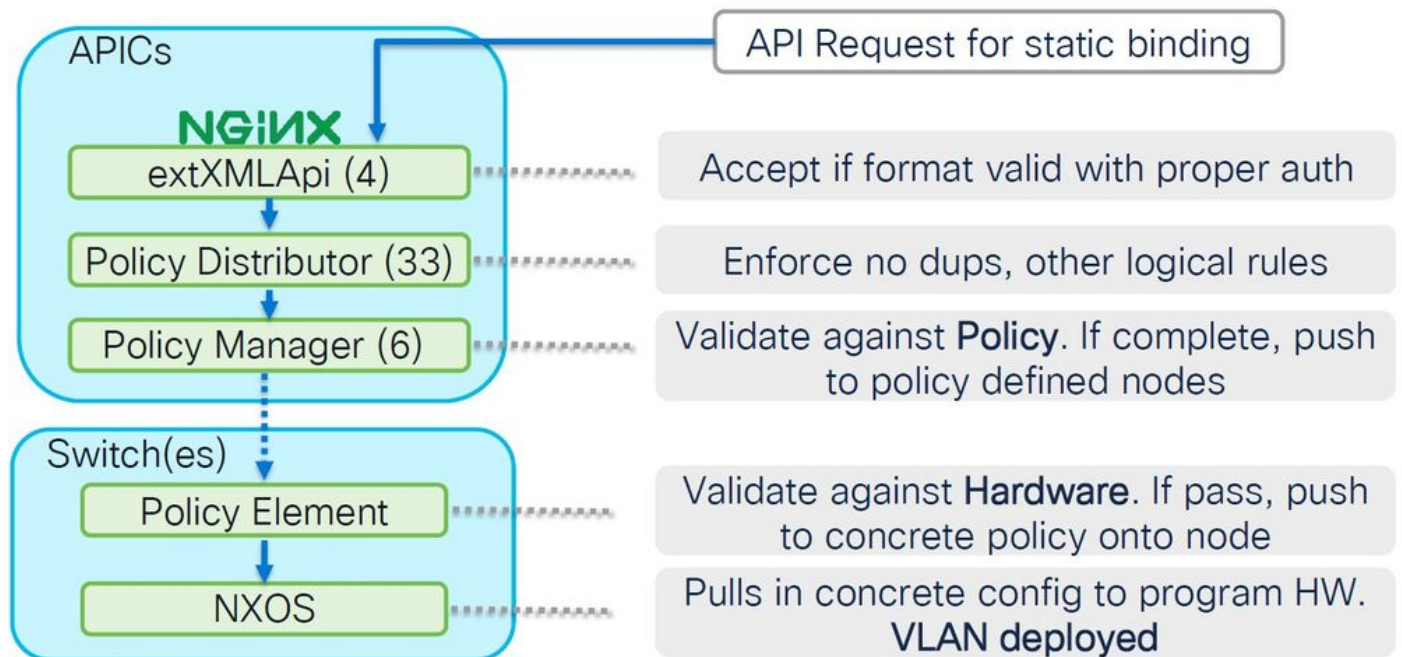 APICs
API Request for static binding
NGiNX
extXMLApi (4)
Accept if format valid with proper auth
Policy Distributor (33)
Enforce no dups, other logical rules
Policy Manager (6)
Validate against Policy. If complete, push
to policy defined nodes
Switch(es)
Policy Element
Validate against Hardware. If pass, push
to concrete policy onto node
NXOS
Pulls in concrete config to program HW.
VLAN deployed